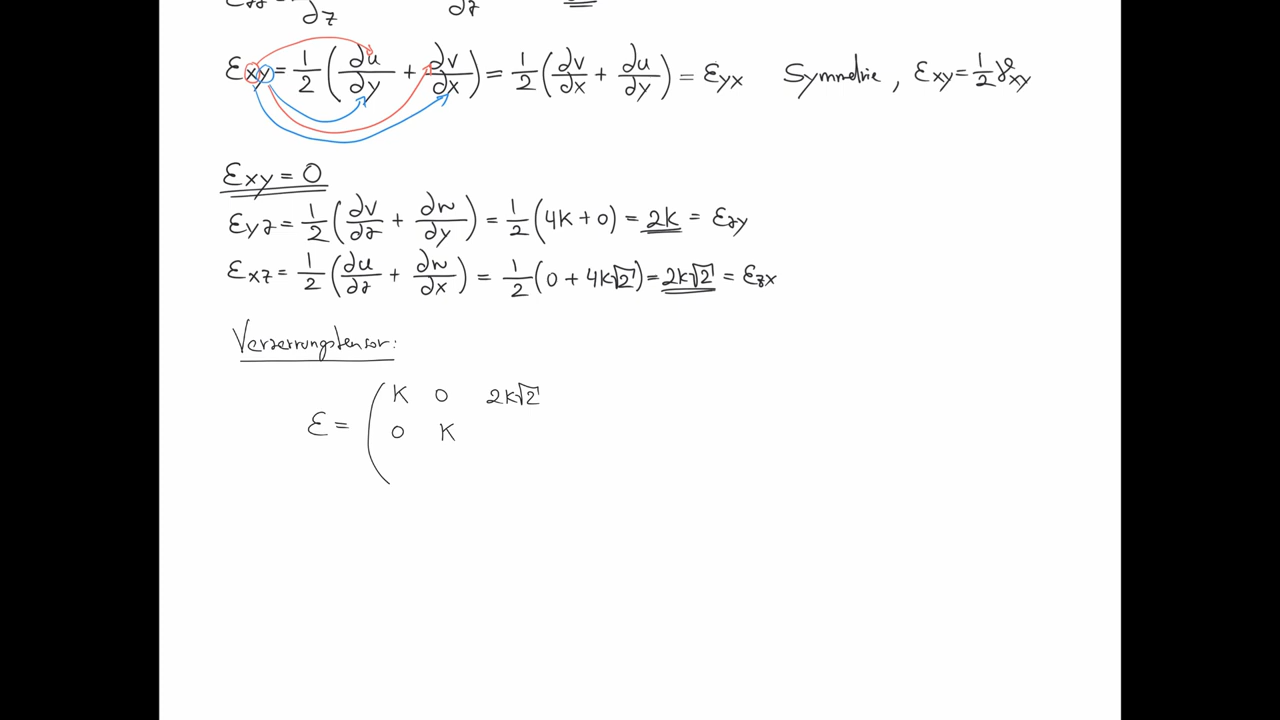 ∂z ∂z
εxy = 1/2 (∂u/∂y + ∂v/∂x) = 1/2 (∂v/∂x + ∂u/∂y) = εyx Symmetrie, εxy = 1/2 γxy
εxy = 0
εyz = 1/2 (∂v/∂z + ∂w/∂y) = 1/2 (4K + 0) = 2K = εzy
εxz = 1/2 (∂u/∂z + ∂w/∂x) = 1/2 (0 + 4K√2) = 2K√2 = εzx
Verzerrungstensor:
ε = ( K 0 2K√2
0 K